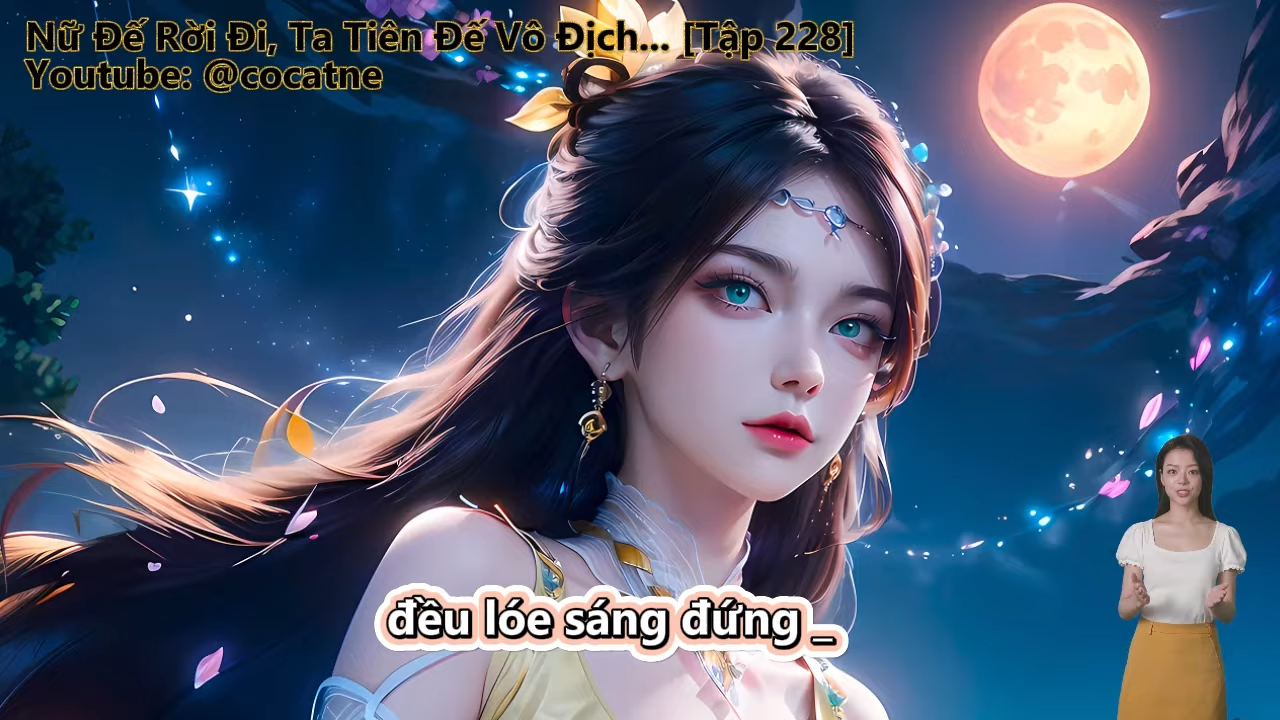 Nữ Đế Rời Đi, Ta Tiên Đế Vô Địch... [Tập 228]
Youtube: @cocatne
đều lóe sáng đứng _